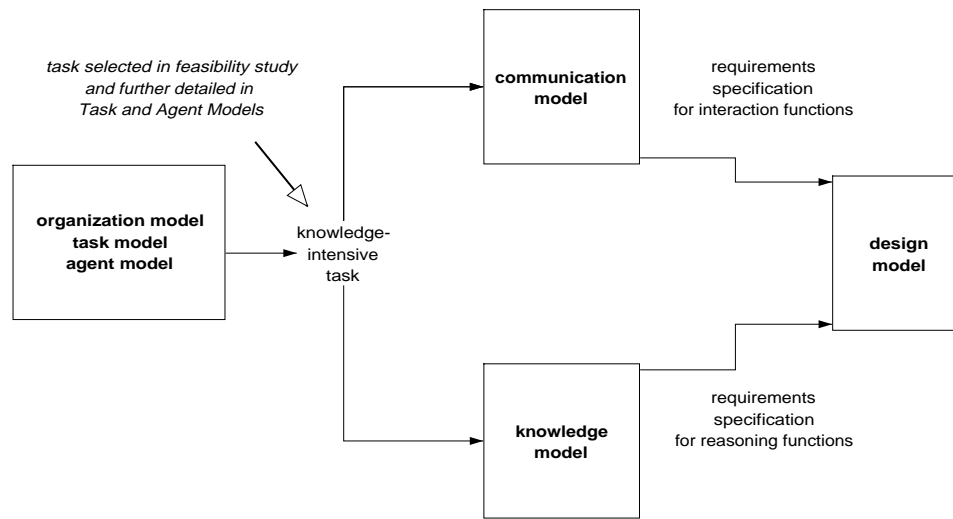 task selected in feasibility study
and further detailed in
Task and Agent Models
communication
model
requirements
specification
for interaction functions
organization model
task model
agent model
knowledge-
intensive
task
design
model
knowledge
model
requirements
specification
for reasoning functions